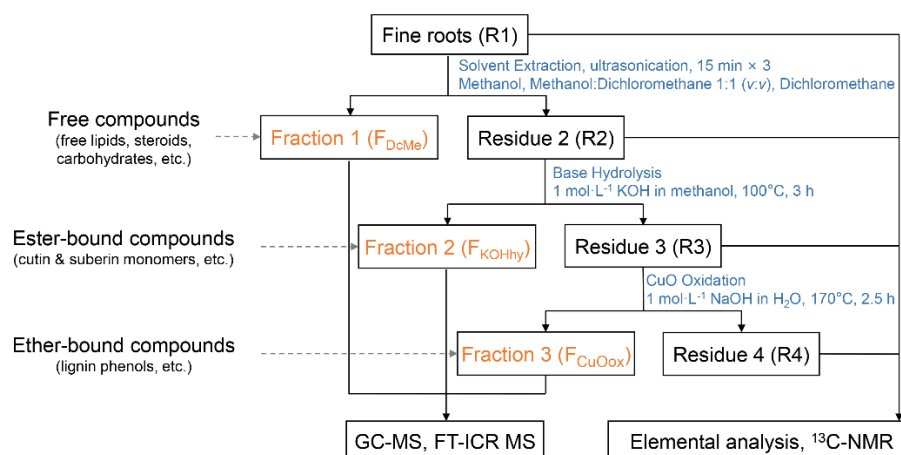 Fine roots (R1)
Solvent Extraction, ultrasonication, 15 min × 3
Methanol, Methanol:Dichloromethane 1:1 (v:v), Dichloromethane
Free compounds
(free lipids, steroids,
carbohydrates, etc.)
Fraction 1 (F_DcMe)
Residue 2 (R2)
Base Hydrolysis
1 mol·L⁻¹ KOH in methanol, 100°C, 3 h
Ester-bound compounds
(cutin & suberin monomers, etc.)
Fraction 2 (F_KOHhy)
Residue 3 (R3)
CuO Oxidation
1 mol·L⁻¹ NaOH in H₂O, 170°C, 2.5 h
Ether-bound compounds
(lignin phenols, etc.)
Fraction 3 (F_CuOox)
Residue 4 (R4)
GC-MS, FT-ICR MS
Elemental analysis, ¹³C-NMR